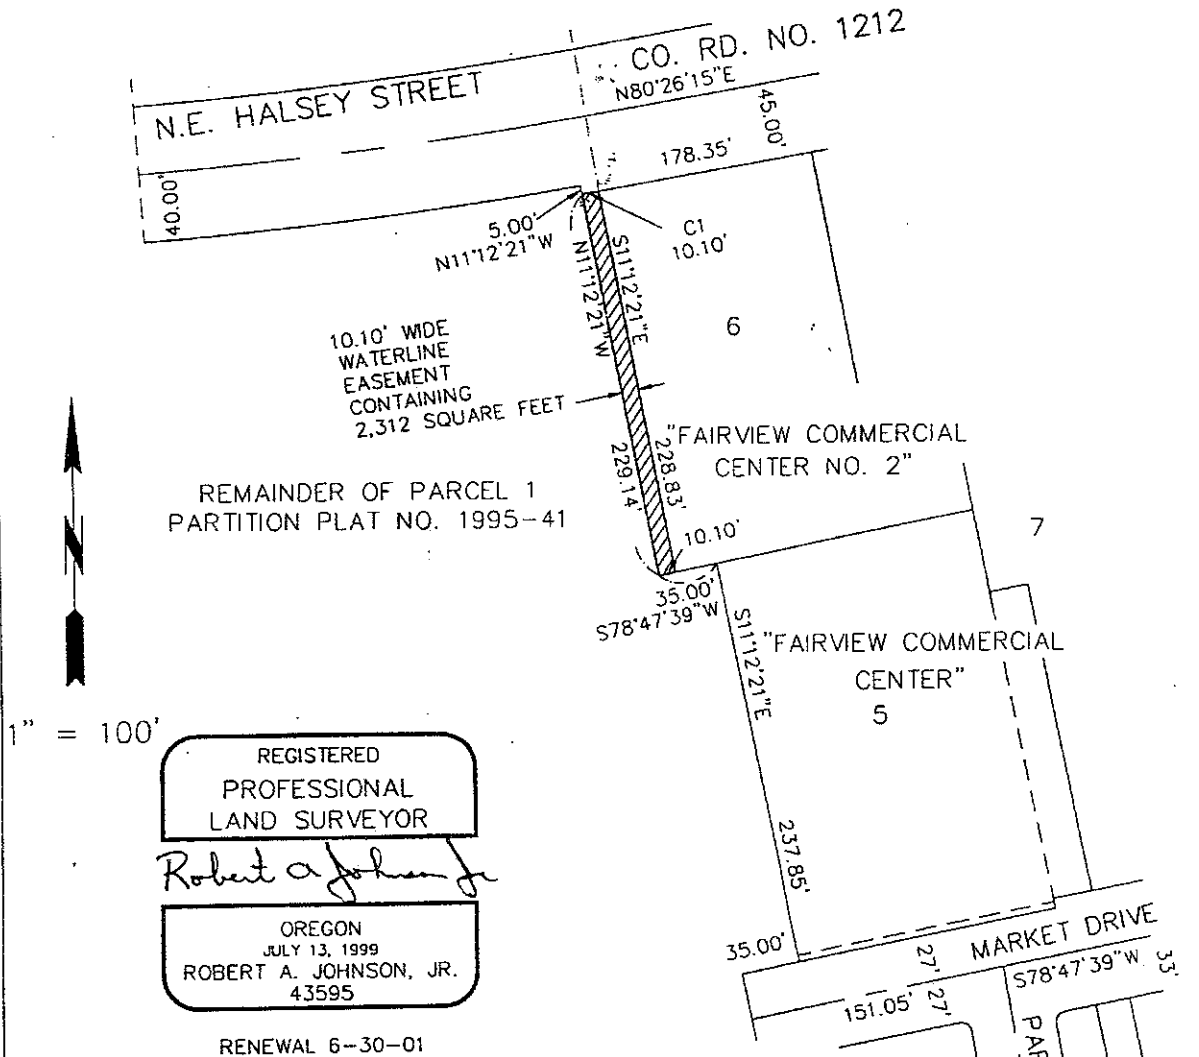 CO. RD. NO. 1212
N80°26'15"E
N.E. HALSEY STREET
45.00'
178.35'
40.00'
5.00'
N11°12'21"W
C1
10.10'
N11°12'21"W
S11°12'21"E
6
10.10' WIDE
WATERLINE
EASEMENT
CONTAINING
2,312 SQUARE FEET
"FAIRVIEW COMMERCIAL
CENTER NO. 2"
229.14'
228.83'
REMAINDER OF PARCEL 1
PARTITION PLAT NO. 1995-41
N
10.10'
7
35.00'
S78°47'39"W
S11°12'21"E
"FAIRVIEW COMMERCIAL
CENTER"
5
1" = 100'
REGISTERED
PROFESSIONAL
LAND SURVEYOR
Robert A Johnson Jr
237.85'
OREGON
JULY 13, 1999
ROBERT A. JOHNSON, JR.
43595
RENEWAL 6-30-01
35.00'
MARKET DRIVE
27'
S78°47'39"W
33'
151.05'
27'
PAR